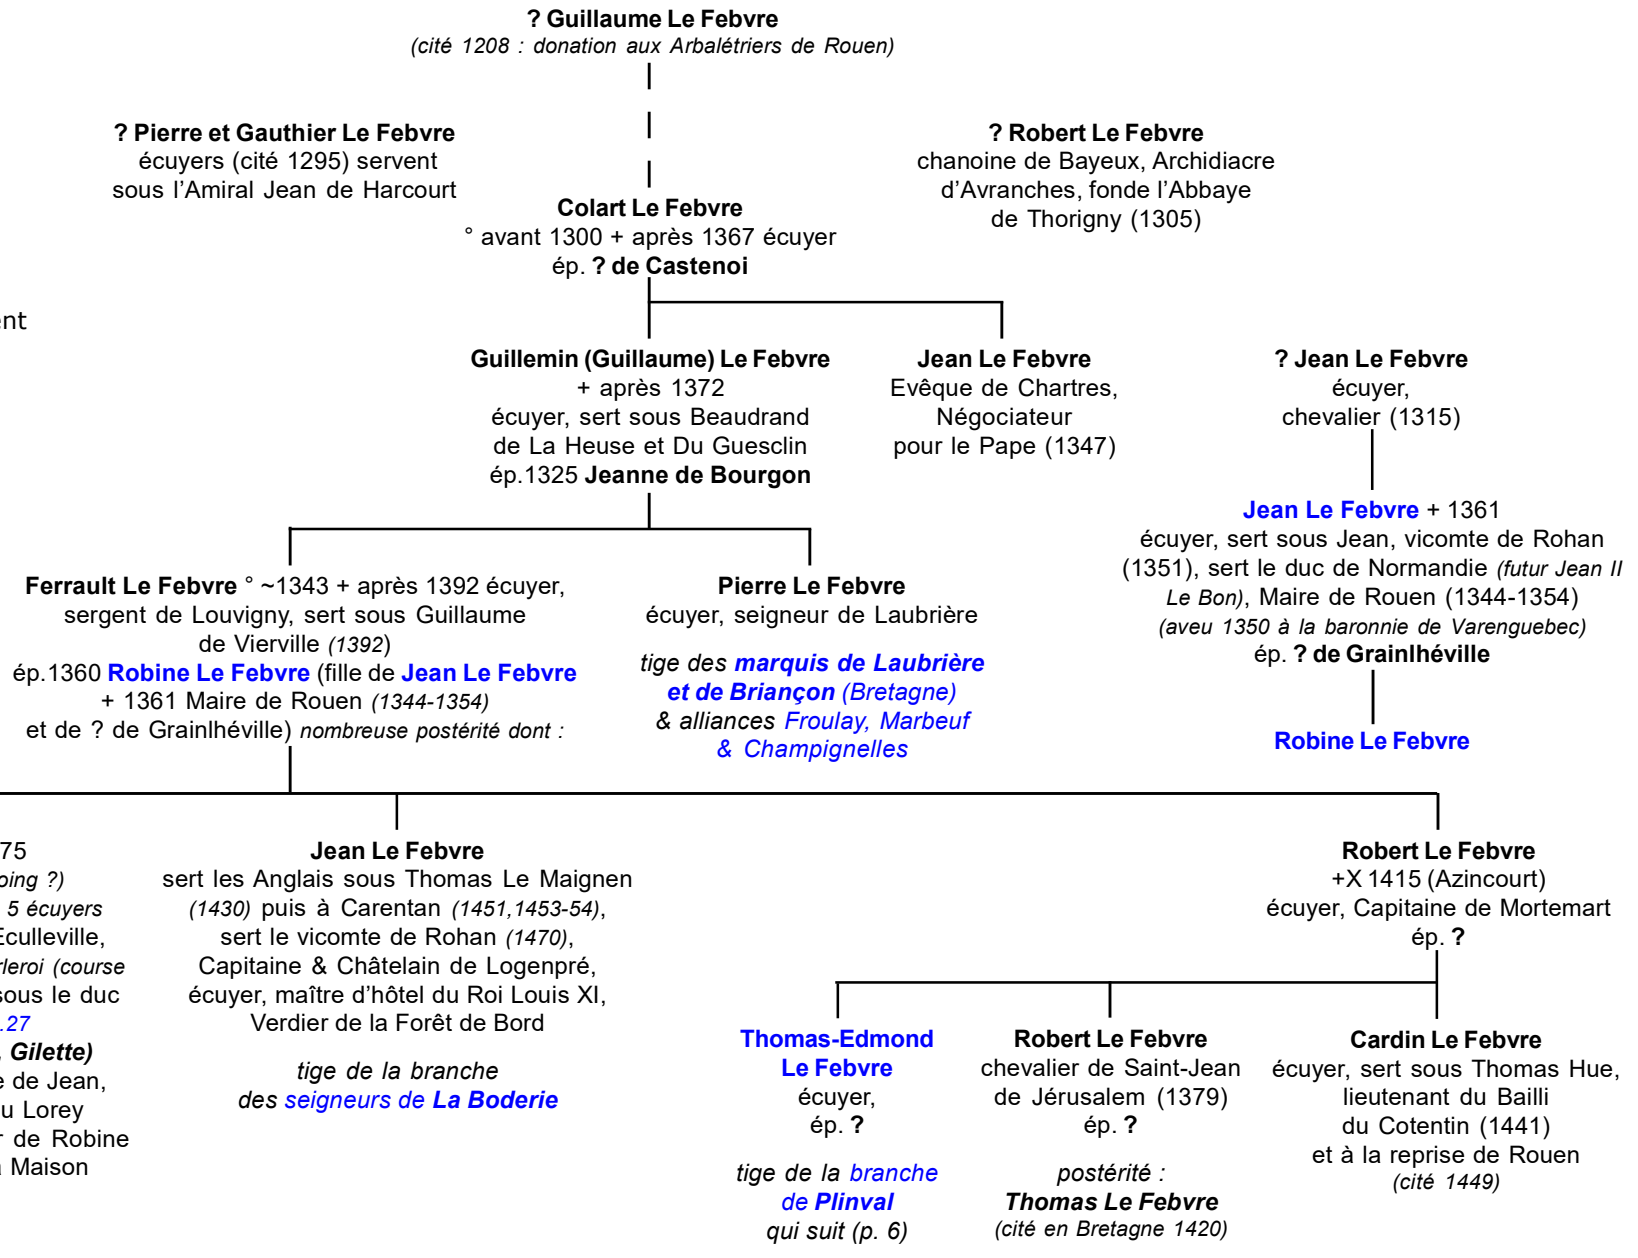 ? Guillaume Le Febvre
(cité 1208 : donation aux Arbalétriers de Rouen)
? Pierre et Gauthier Le Febvre
écuyers (cité 1295) servent
sous l’Amiral Jean de Harcourt
? Robert Le Febvre
chanoine de Bayeux, Archidiacre
d’Avranches, fonde l’Abbaye
de Thorigny (1305)
Colart Le Febvre
° avant 1300 + après 1367 écuyer
ép. ? de Castenoi
ent
Guillemin (Guillaume) Le Febvre
+ après 1372
écuyer, sert sous Beaudrand
de La Heuse et Du Guesclin
ép.1325 Jeanne de Bourgon
Jean Le Febvre
Evêque de Chartres,
Négociateur
pour le Pape (1347)
? Jean Le Febvre
écuyer,
chevalier (1315)
Jean Le Febvre + 1361
écuyer, sert sous Jean, vicomte de Rohan
(1351), sert le duc de Normandie (futur Jean II
Le Bon), Maire de Rouen (1344-1354)
(aveu 1350 à la baronnie de Varenguebec)
ép. ? de Grainlhéville
Robine Le Febvre
Ferrault Le Febvre ° ~1343 + après 1392 écuyer,
sergent de Louvigny, sert sous Guillaume
de Vierville (1392)
ép.1360 Robine Le Febvre (fille de Jean Le Febvre
+ 1361 Maire de Rouen (1344-1354)
et de ? de Grainlhéville) nombreuse postérité dont :
Pierre Le Febvre
écuyer, seigneur de Laubrière
tige des marquis de Laubrière
et de Briançon (Bretagne)
& alliances Froulay, Marbeuf
& Champignelles
75
oing ?)
5 écuyers
Eculleville,
rleroi (course
sous le duc
.27
, Gilette)
e de Jean,
u Lorey
r de Robine
a Maison
Jean Le Febvre
sert les Anglais sous Thomas Le Maignen
(1430) puis à Carentan (1451,1453-54),
sert le vicomte de Rohan (1470),
Capitaine & Châtelain de Logenpré,
écuyer, maître d’hôtel du Roi Louis XI,
Verdier de la Forêt de Bord
tige de la branche
des seigneurs de La Boderie
Robert Le Febvre
+X 1415 (Azincourt)
écuyer, Capitaine de Mortemart
ép. ?
Thomas-Edmond
Le Febvre
écuyer,
ép. ?
tige de la branche
de Plinval
qui suit (p. 6)
Robert Le Febvre
chevalier de Saint-Jean
de Jérusalem (1379)
ép. ?
postérité :
Thomas Le Febvre
(cité en Bretagne 1420)
Cardin Le Febvre
écuyer, sert sous Thomas Hue,
lieutenant du Bailli
du Cotentin (1441)
et à la reprise de Rouen
(cité 1449)